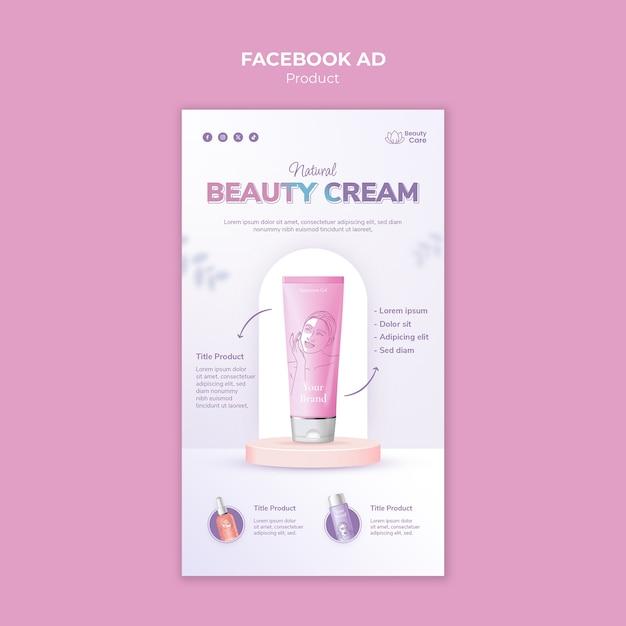 FACEBOOK AD
Product
Beauty
Care
Natural
BEAUTY CREAM
Lorem ipsum dolor sit amet, consectetuer adipiscing elit, sed diam
nonummy nibh euismod tincidunt ut laoreet.
- Lorem ipsum
- Dolor sit
- Adipicing elit
- Sed diam
Title Product
Lorem ipsum dolor
sit amet, consectetuer
adipiscing elit, sed
diam nonummy
nibh euismod
tincidunt ut
laoreet.
Your
Brand
Title Product
Lorem ipsum dolor
sit amet, consectetuer
adipiscing elit.
Title Product
Lorem ipsum dolor
sit amet, consectetuer
adipiscing elit.